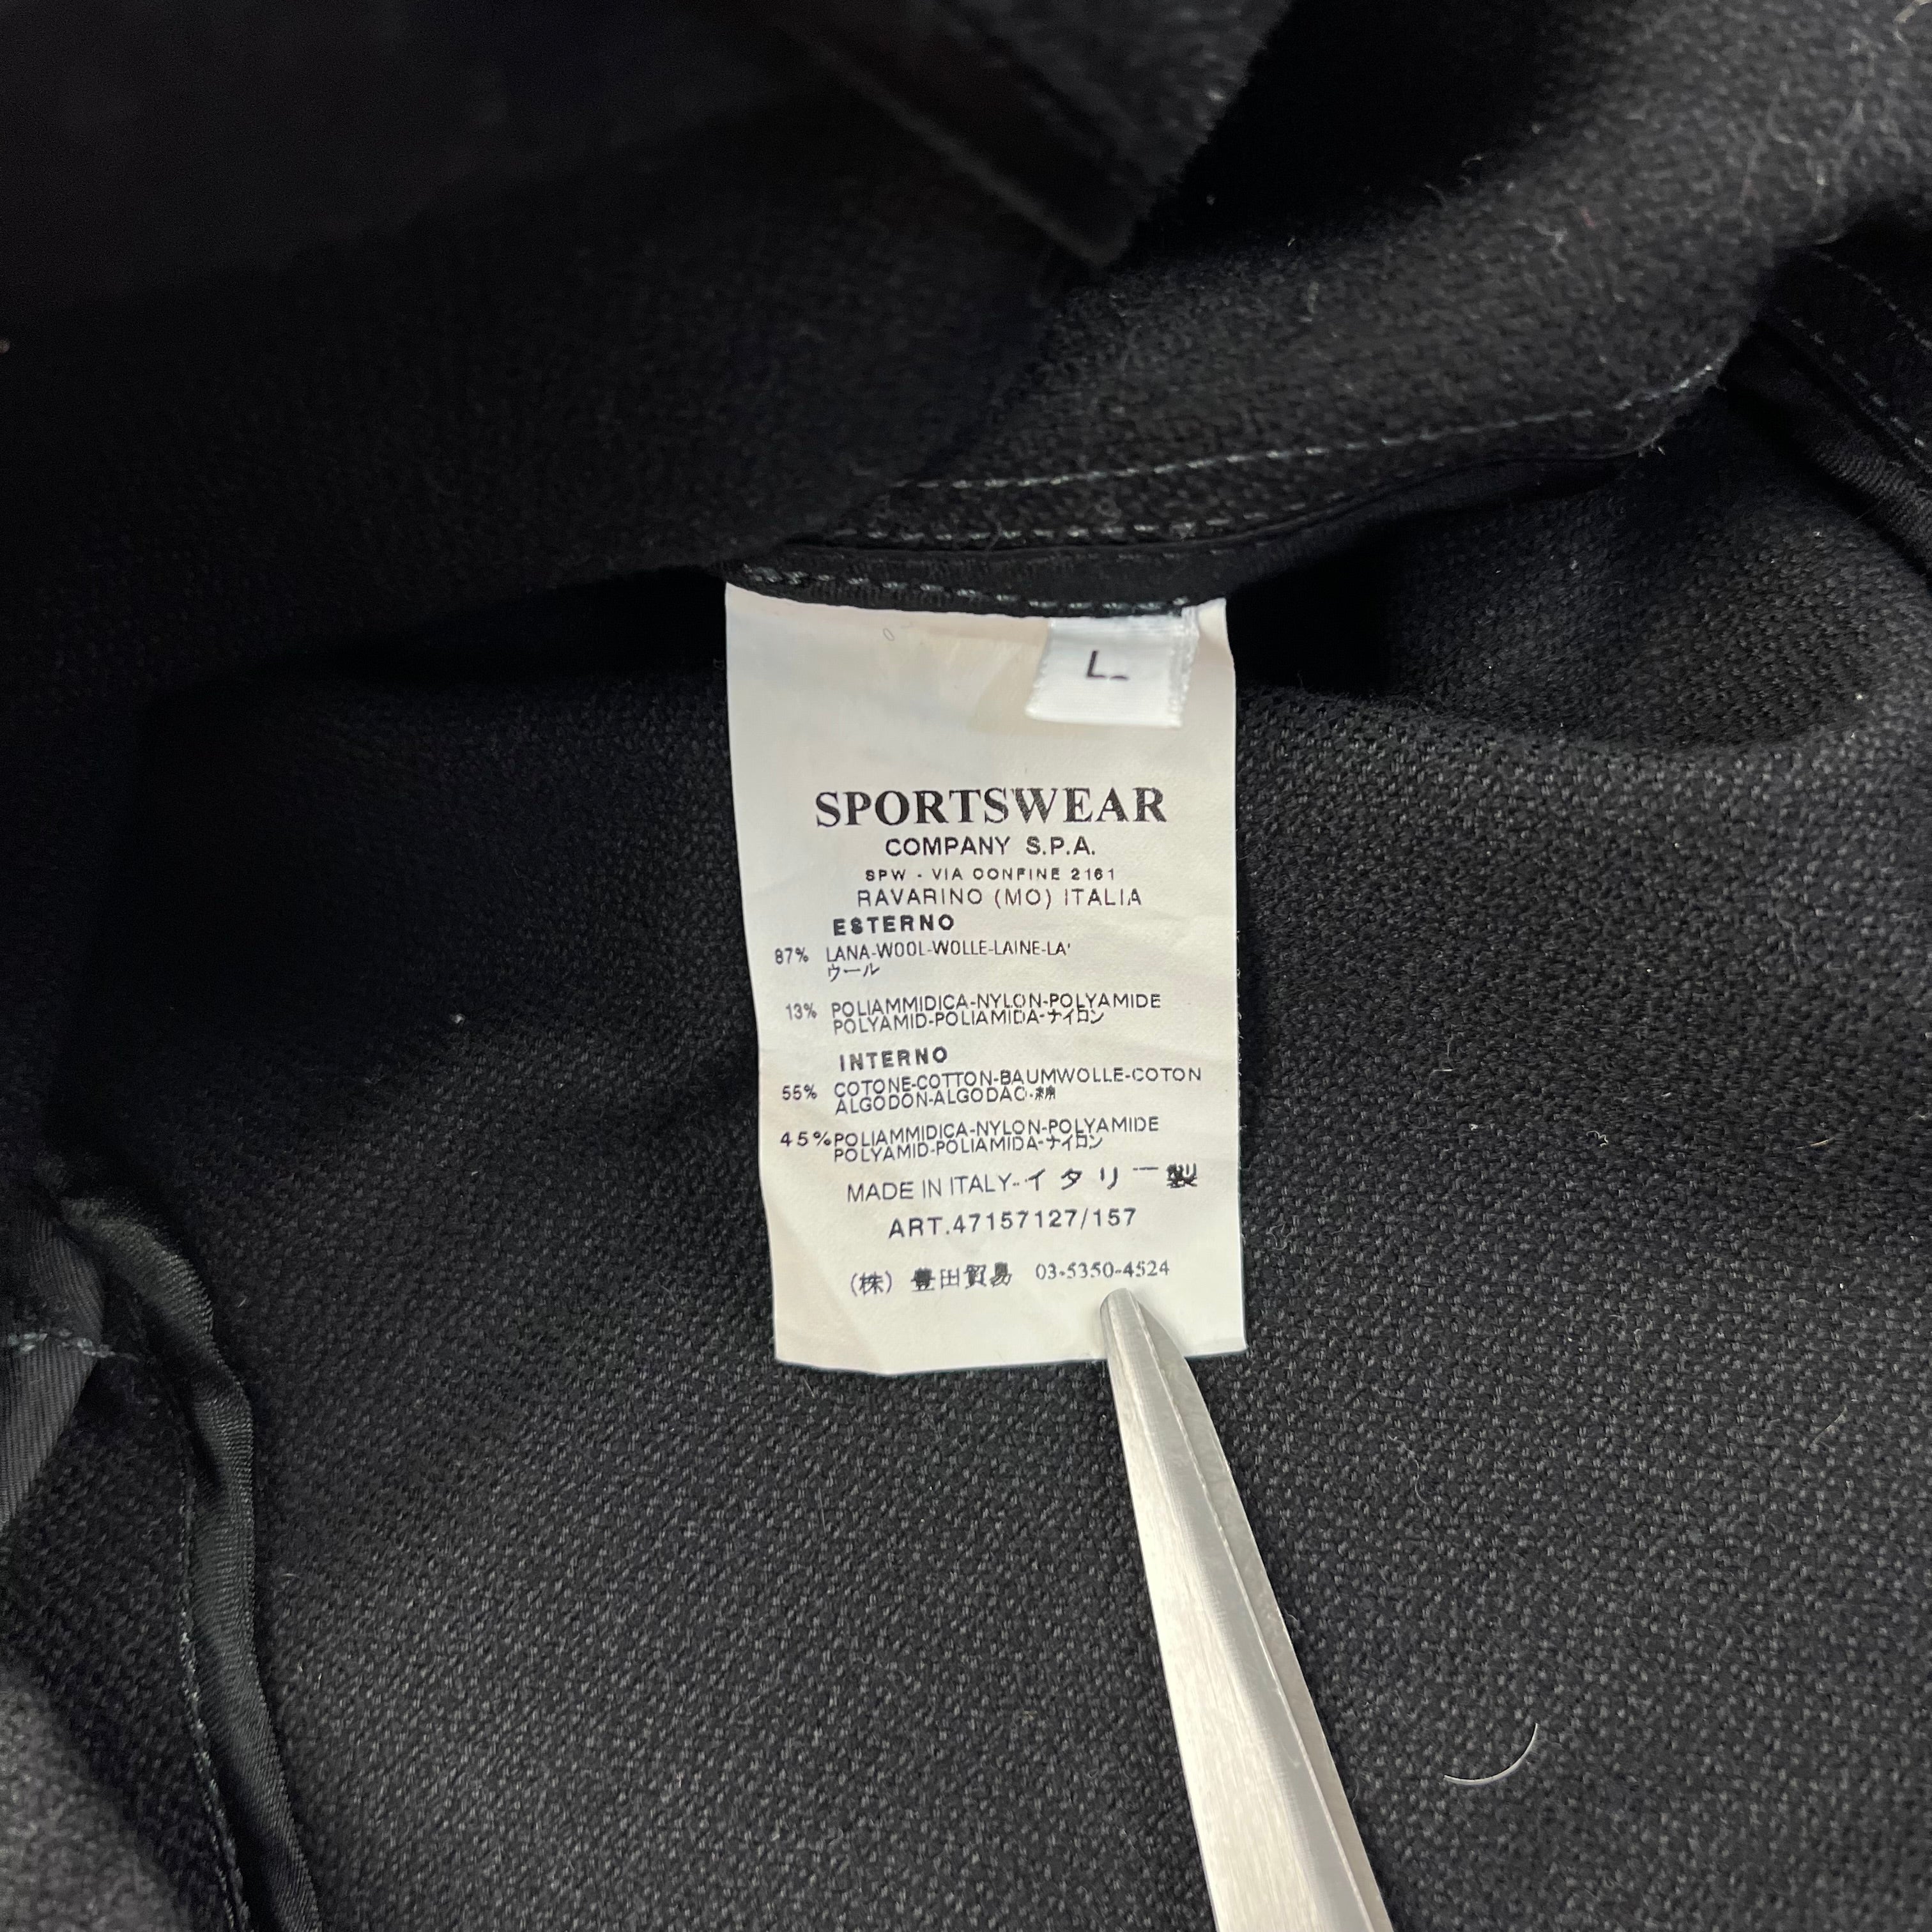 L
SPORTSWEAR
COMPANY S.P.A.
SPW - VIA CONFINE 2161
RAVARINO (MO) ITALIA
ESTERNO
87% LANA-WOOL-WOLLE-LAINE-LA'
ウール
13% POLIAMMIDICA-NYLON-POLYAMIDE
POLYAMID-POLIAMIDA-ナイロン
INTERNO
55% COTONE-COTTON-BAUMWOLLE-COTON
ALGODON-ALGODAO-棉
45% POLIAMMIDICA-NYLON-POLYAMIDE
POLYAMID-POLIAMIDA-ナイロン
MADE IN ITALY-イタリー製
ART.47157127/157
(株) 豊田貿易 03-5350-4524